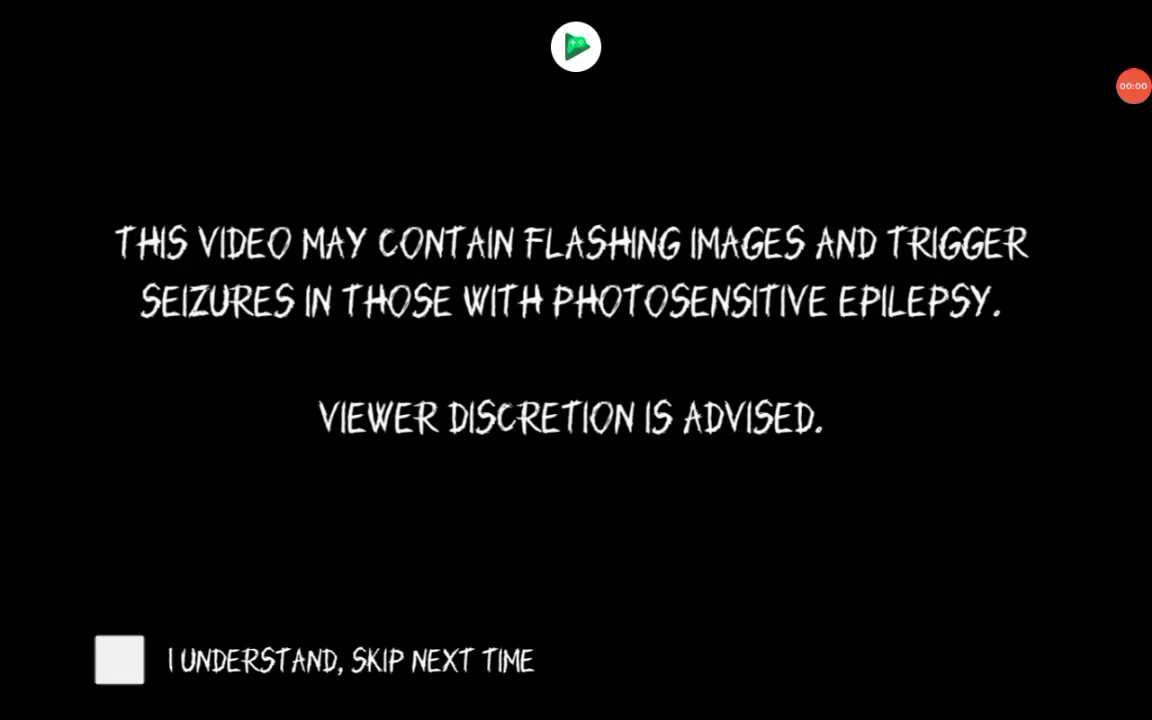 00:00
THIS VIDEO MAY CONTAIN FLASHING IMAGES AND TRIGGER
SEIZURES IN THOSE WITH PHOTOSENSITIVE EPILEPSY.
VIEWER DISCRETION IS ADVISED.
I UNDERSTAND, SKIP NEXT TIME